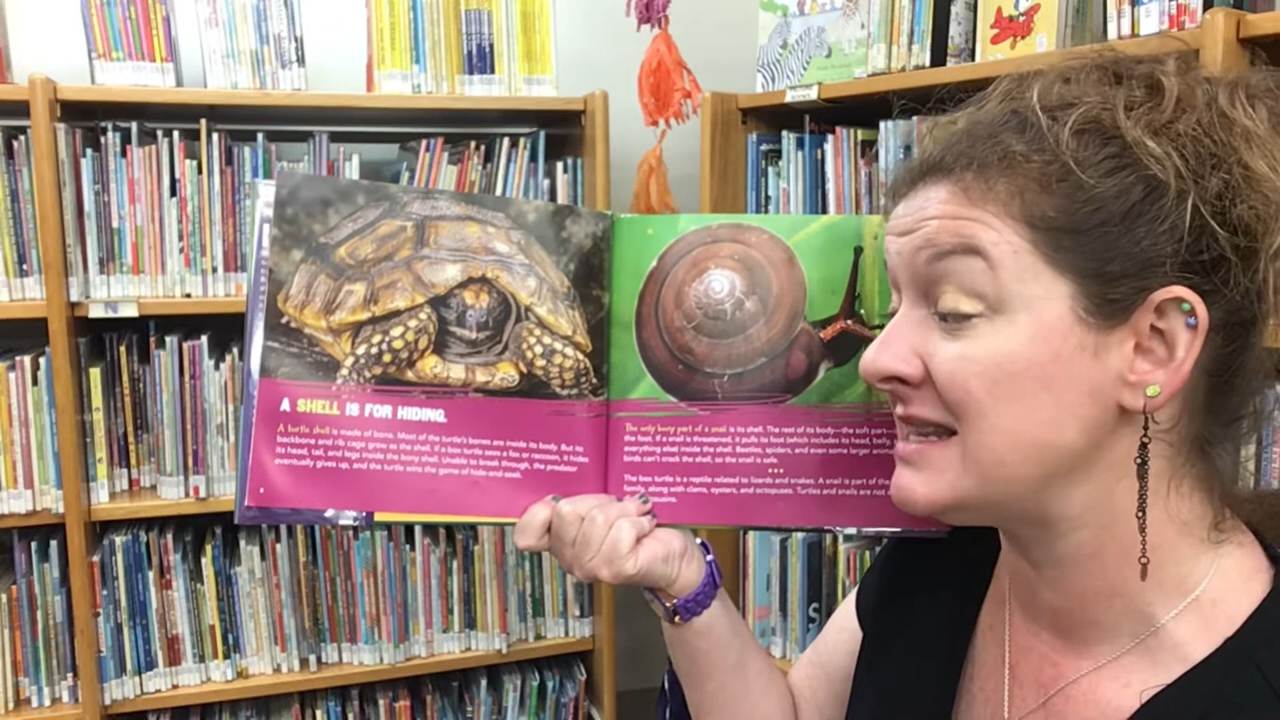 A SHELL IS FOR HIDING.
A turtle shell is made of bone. Most of the turtle's bones are inside its body. But its
backbone and rib cage grow as the shell. If a box turtle sees a fox or raccoon, it hides
its head, tail, and legs inside the bony shell. Unable to break through, the predator
eventually gives up, and the turtle wins the game of hide-and-seek.
8
The only bony part of a snail is its shell. The rest of its body—the soft part—
the foot. If a snail is threatened, it pulls its foot (which includes its head, belly,
everything else) inside the shell. Beetles, spiders, and even some larger
birds can't crack the shell, so the snail is safe.
The box turtle is a reptile related to lizards and snakes. A snail is part of the
family, along with clams, oysters, and octopuses. Turtles and snails are not
cousins.
N